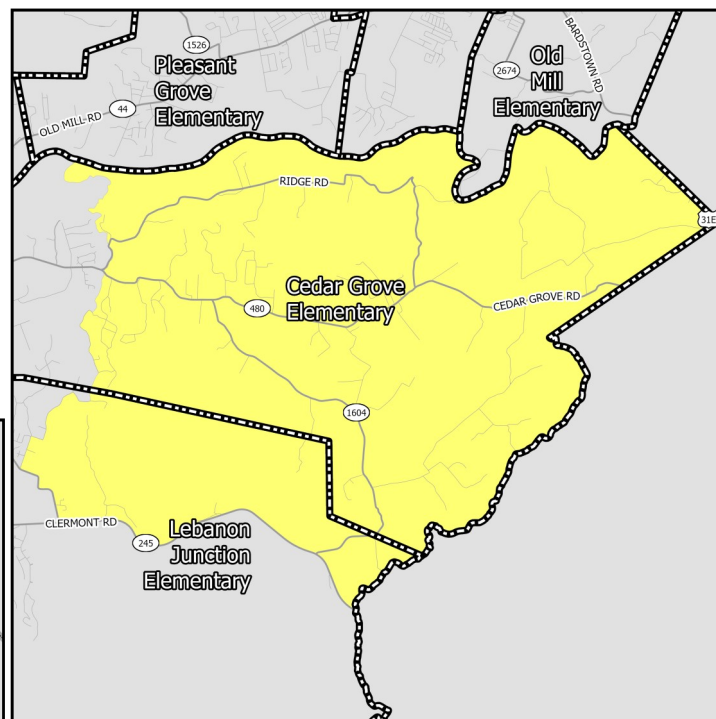 1526
Pleasant
Grove
Elementary
OLD MILL RD
44
Old
Mill
Elementary
2674
BARDSTOWN RD
RIDGE RD
31E
Cedar Grove
Elementary
480
CEDAR GROVE RD
1604
CLERMONT RD
245
Lebanon
Junction
Elementary